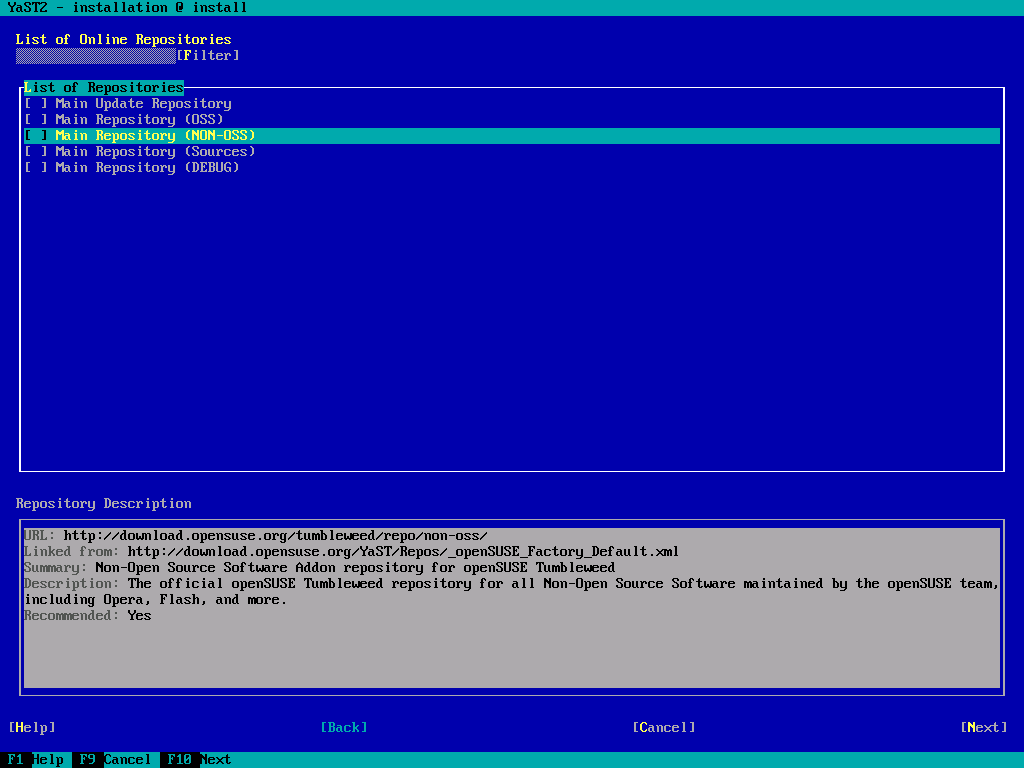 YaST2 - installation @ install
List of Online Repositories
[Filter]
List of Repositories
[ ] Main Update Repository
[ ] Main Repository (OSS)
[ ] Main Repository (NON-OSS)
[ ] Main Repository (Sources)
[ ] Main Repository (DEBUG)
Repository Description
URL: http://download.opensuse.org/tumbleweed/repo/non-oss/
Linked from: http://download.opensuse.org/YaST/Repos/_openSUSE_Factory_Default.xml
Summary: Non-Open Source Software Addon repository for openSUSE Tumbleweed
Description: The official openSUSE Tumbleweed repository for all Non-Open Source Software maintained by the openSUSE team,
including Opera, Flash, and more.
Recommended: Yes
[Help] [Back] [Cancel] [Next]
F1 Help F9 Cancel F10 Next